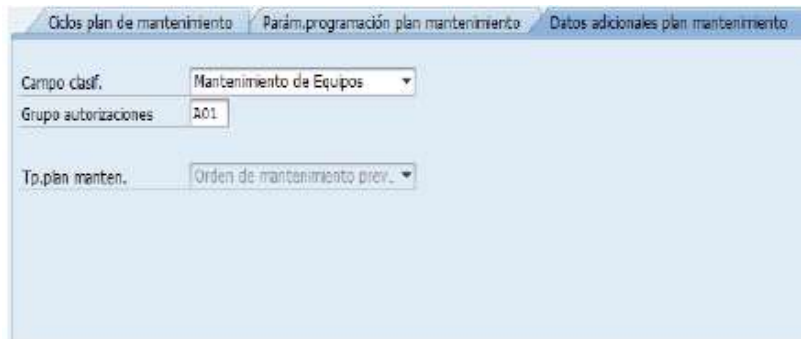 Ciclos plan de mantenimiento Parám.programación plan mantenimiento Datos adicionales plan mantenimiento
Campo clasif. Mantenimiento de Equipos
Grupo autorizaciones A01
Tp.plan manten. Orden de mantenimiento prev.